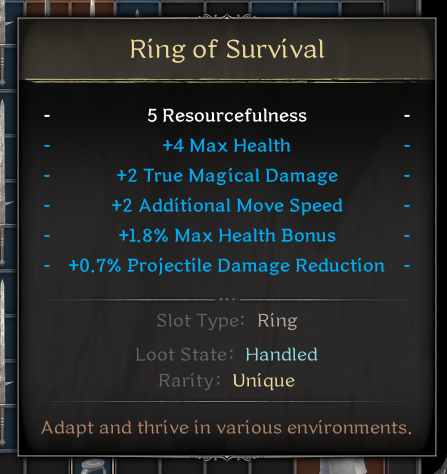 Ring of Survival
- 5 Resourcefulness -
- +4 Max Health -
- +2 True Magical Damage -
- +2 Additional Move Speed -
- +1.8% Max Health Bonus -
- +0.7% Projectile Damage Reduction -
Slot Type: Ring
Loot State: Handled
Rarity: Unique
Adapt and thrive in various environments.